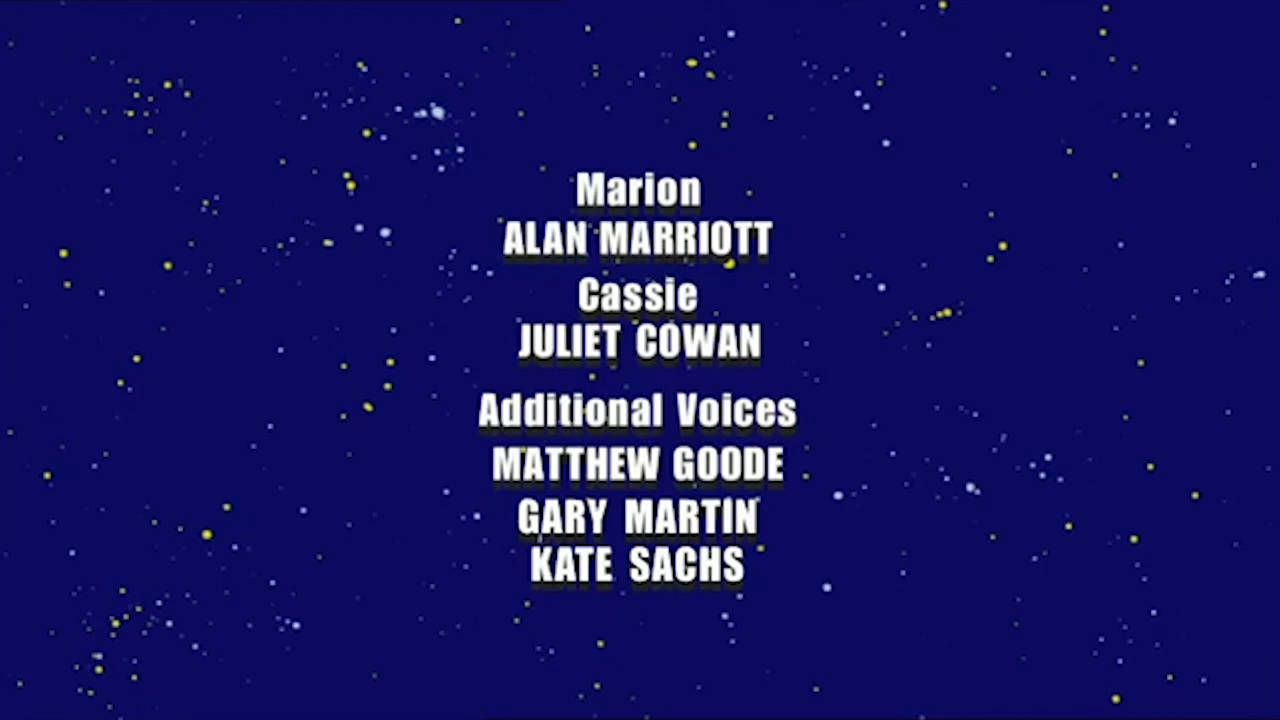 Marion
ALAN MARRIOTT
Cassie
JULIET COWAN
Additional Voices
MATTHEW GOODE
GARY MARTIN
KATE SACHS